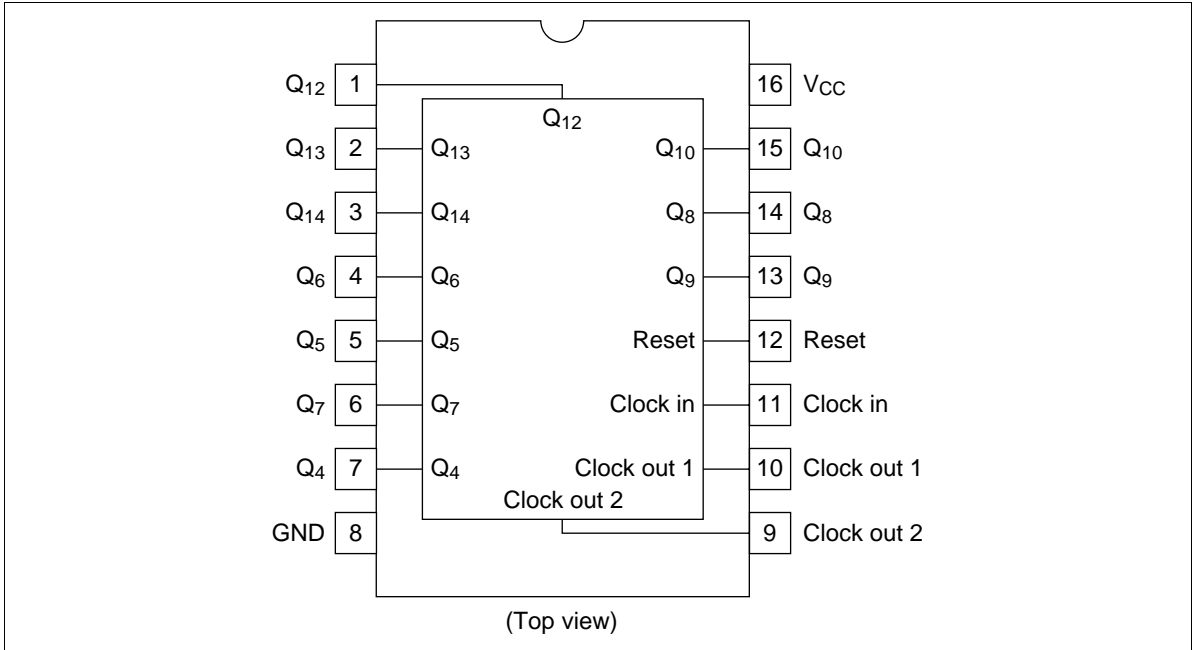 Q12 1 16 VCC
Q12
Q13 2 Q13 Q10 15 Q10
Q14 3 Q14 Q8 14 Q8
Q6 4 Q6 Q9 13 Q9
Q5 5 Q5 Reset 12 Reset
Q7 6 Q7 Clock in 11 Clock in
Q4 7 Q4 Clock out 1 10 Clock out 1
Clock out 2
GND 8 9 Clock out 2
(Top view)